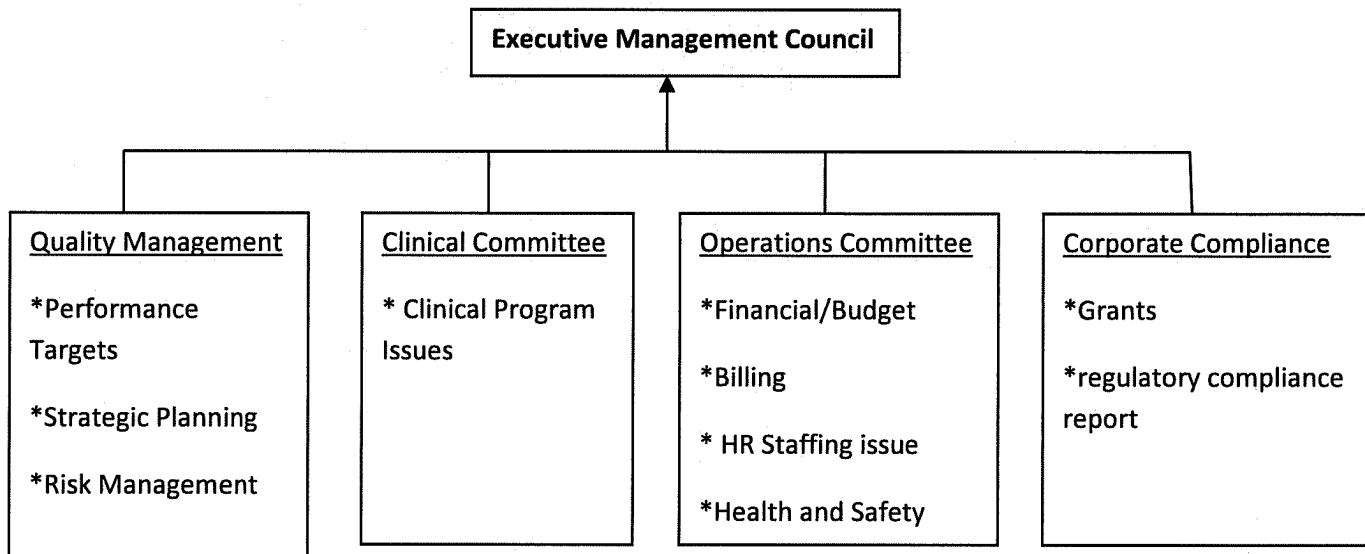 Executive Management Council
Quality Management
*Performance
Targets
*Strategic Planning
*Risk Management
Clinical Committee
* Clinical Program
Issues
Operations Committee
*Financial/Budget
*Billing
* HR Staffing issue
*Health and Safety
Corporate Compliance
*Grants
*regulatory compliance
report